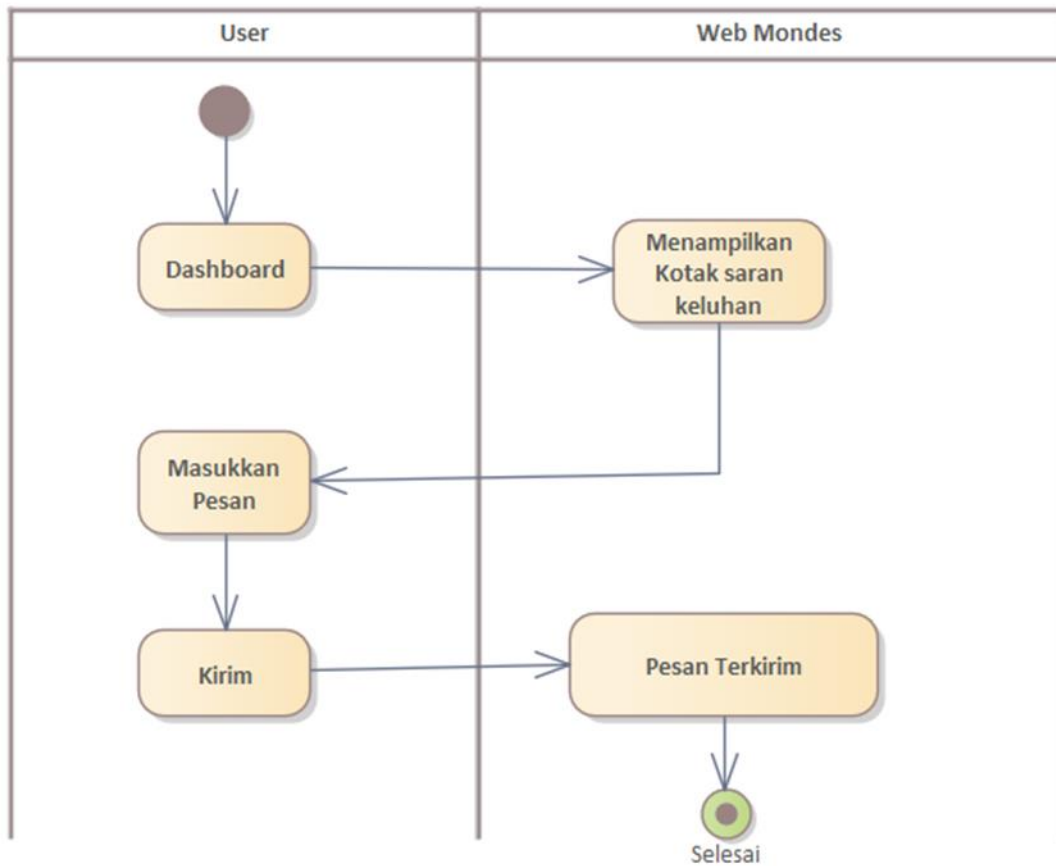 User
Web Mondes
Dashboard
Menampilkan
Kotak saran
keluhan
Masukkan
Pesan
Kirim
Pesan Terkirim
Selesai